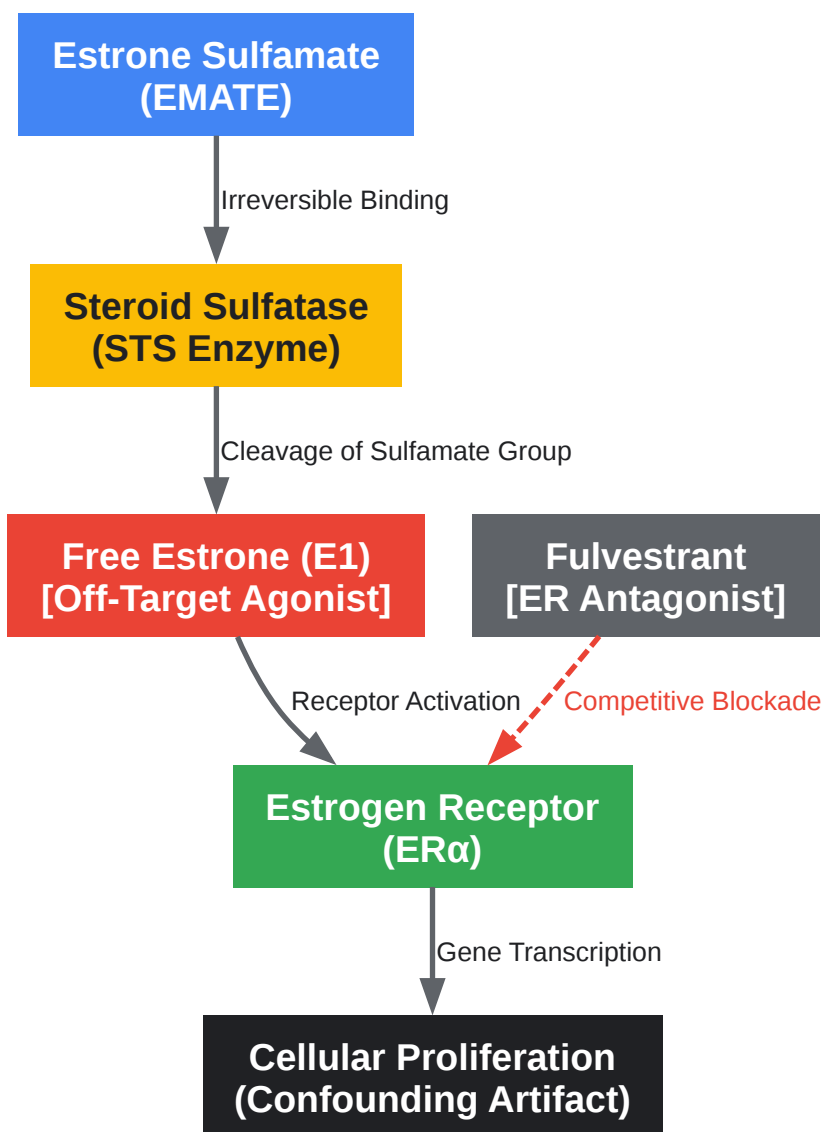 Estrone Sulfamate
(EMATE)
Irreversible Binding
Steroid Sulfatase
(STS Enzyme)
Cleavage of Sulfamate Group
Free Estrone (E1)
[Off-Target Agonist]
Fulvestrant
[ER Antagonist]
Receptor Activation
Competitive Blockade
Estrogen Receptor
(ERα)
Gene Transcription
Cellular Proliferation
(Confounding Artifact)